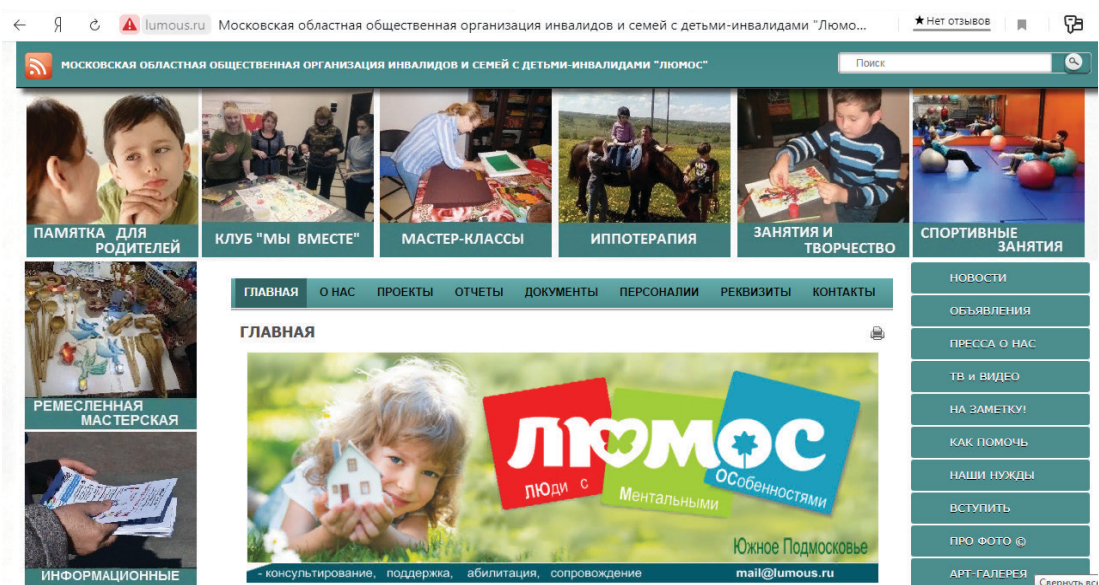 lumous.ru Московская областная общественная организация инвалидов и семей с детьми-инвалидами "Люмо... ★ Нет отзывов
МОСКОВСКАЯ ОБЛАСТНАЯ ОБЩЕСТВЕННАЯ ОРГАНИЗАЦИЯ ИНВАЛИДОВ И СЕМЕЙ С ДЕТЬМИ-ИНВАЛИДАМИ "ЛЮМОС"
Поиск
ПАМЯТКА ДЛЯ
РОДИТЕЛЕЙ
КЛУБ "МЫ ВМЕСТЕ"
МАСТЕР-КЛАССЫ
ИППОТЕРАПИЯ
ЗАНЯТИЯ И
ТВОРЧЕСТВО
СПОРТИВНЫЕ
ЗАНЯТИЯ
РЕМЕСЛЕННАЯ
МАСТЕРСКАЯ
ИНФОРМАЦИОННЫЕ
ГЛАВНАЯ О НАС ПРОЕКТЫ ОТЧЕТЫ ДОКУМЕНТЫ ПЕРСОНАЛИИ РЕКВИЗИТЫ КОНТАКТЫ
ГЛАВНАЯ
ЛЮМОС
ЛЮди с
Ментальными
ОСобенностями
Южное Подмосковье
- консультирование, поддержка, абилитация, сопровождение mail@lumous.ru
НОВОСТИ
ОБЪЯВЛЕНИЯ
ПРЕССА О НАС
ТВ и ВИДЕО
НА ЗАМЕТКУ!
КАК ПОМОЧЬ
НАШИ НУЖДЫ
ВСТУПИТЬ
ПРО ФОТО ©
АРТ-ГАЛЕРЕЯ
Свернуть все